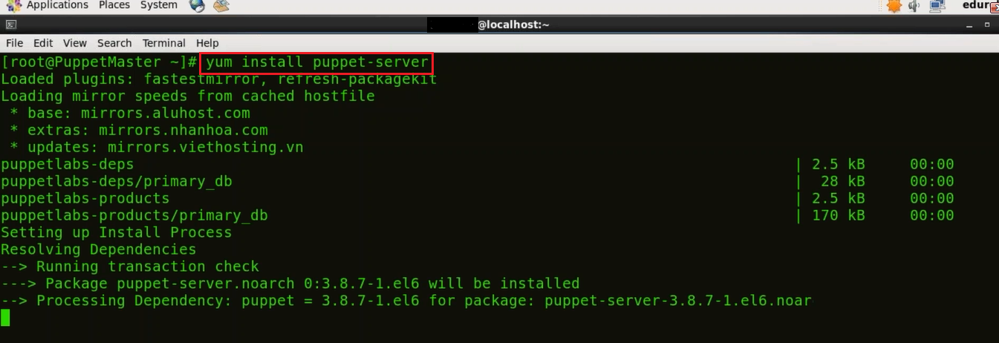 Applications Places System edur
@localhost:~
File Edit View Search Terminal Help
[root@PuppetMaster ~]# yum install puppet-server
Loaded plugins: fastestmirror, refresh-packagekit
Loading mirror speeds from cached hostfile
 * base: mirrors.aluhost.com
 * extras: mirrors.nhanhoa.com
 * updates: mirrors.viethosting.vn
puppetlabs-deps | 2.5 kB 00:00
puppetlabs-deps/primary_db | 28 kB 00:00
puppetlabs-products | 2.5 kB 00:00
puppetlabs-products/primary_db | 170 kB 00:00
Setting up Install Process
Resolving Dependencies
--> Running transaction check
---> Package puppet-server.noarch 0:3.8.7-1.el6 will be installed
--> Processing Dependency: puppet = 3.8.7-1.el6 for package: puppet-server-3.8.7-1.el6.noar